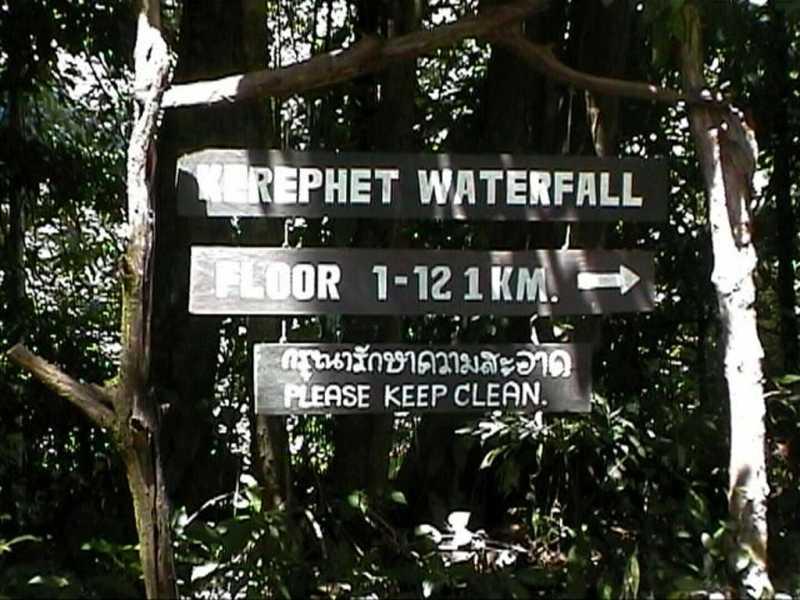 KEREPHET WATERFALL
FLOOR 1-12 1 KM.
กรุณารักษาความสะอาด
PLEASE KEEP CLEAN.